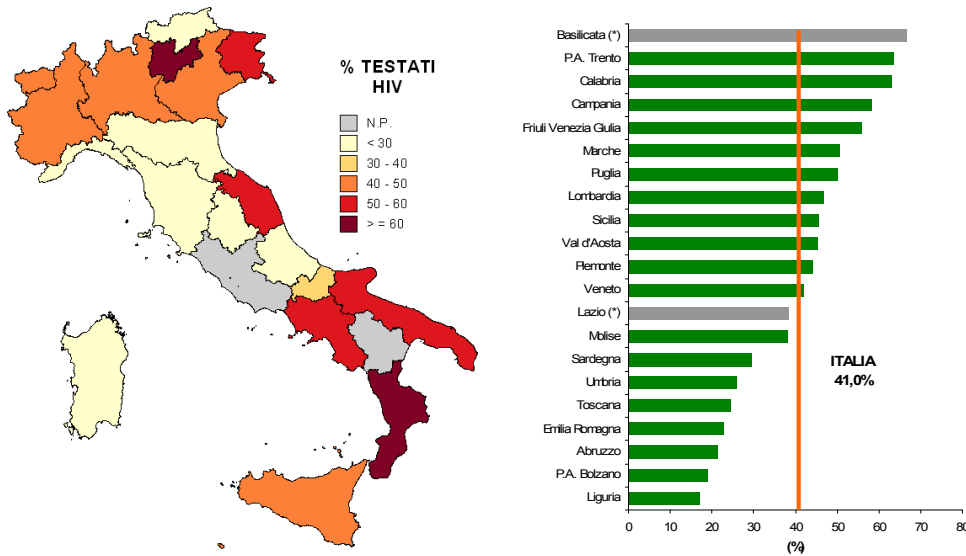 % TESTATI
HIV
N.P.
< 30
30 - 40
40 - 50
50 - 60
> = 60
Basilicata (*)
P.A. Trento
Calabria
Campania
Friuli Venezia Giulia
Marche
Puglia
Lombardia
Sicilia
Val d'Aosta
Piemonte
Veneto
Lazio (*)
Molise
Sardegna
Umbria
Toscana
Emilia Romagna
Abruzzo
P.A. Bolzano
Liguria
ITALIA
41,0%
0 10 20 30 40 50 60 70 80
(%)